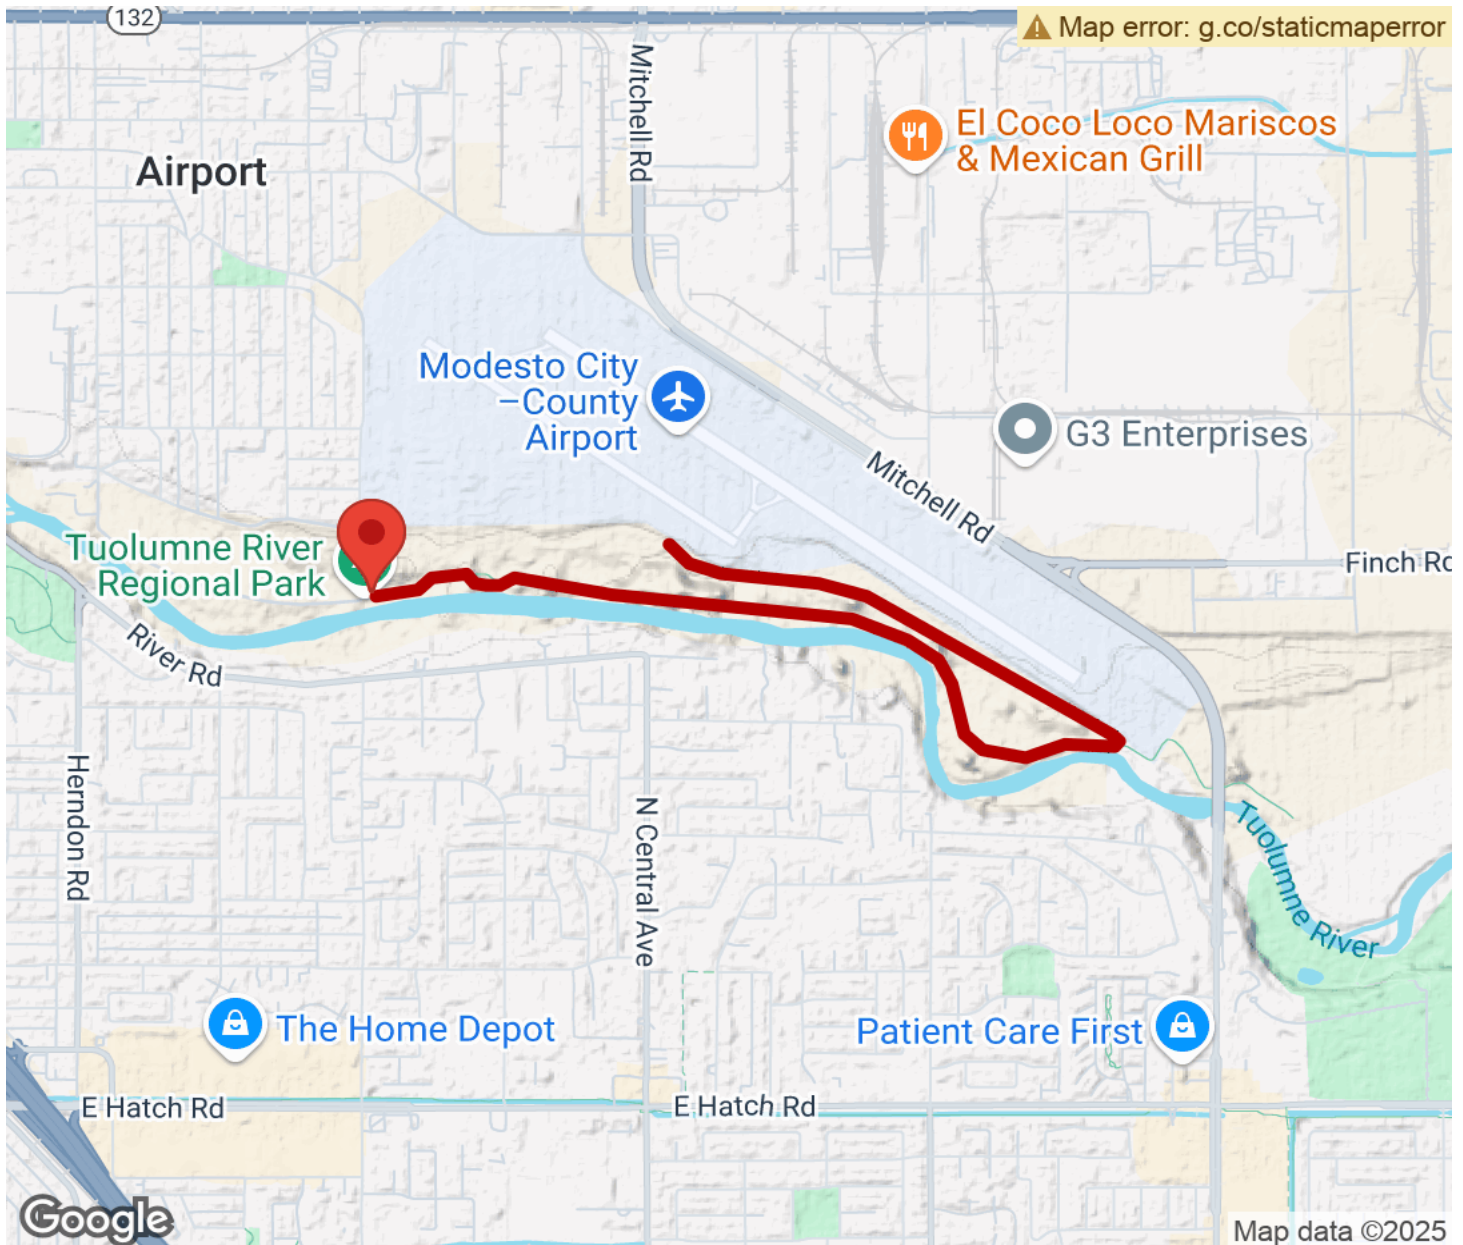 132
Map error: g.co/staticmaperror
Mitchell Rd
El Coco Loco Mariscos
& Mexican Grill
Airport
Modesto City
–County
Airport
G3 Enterprises
Mitchell Rd
Tuolumne River
Regional Park
Finch Rd
River Rd
Herndon Rd
N Central Ave
Tuolumne River
The Home Depot
Patient Care First
E Hatch Rd
E Hatch Rd
Google
Map data ©2025